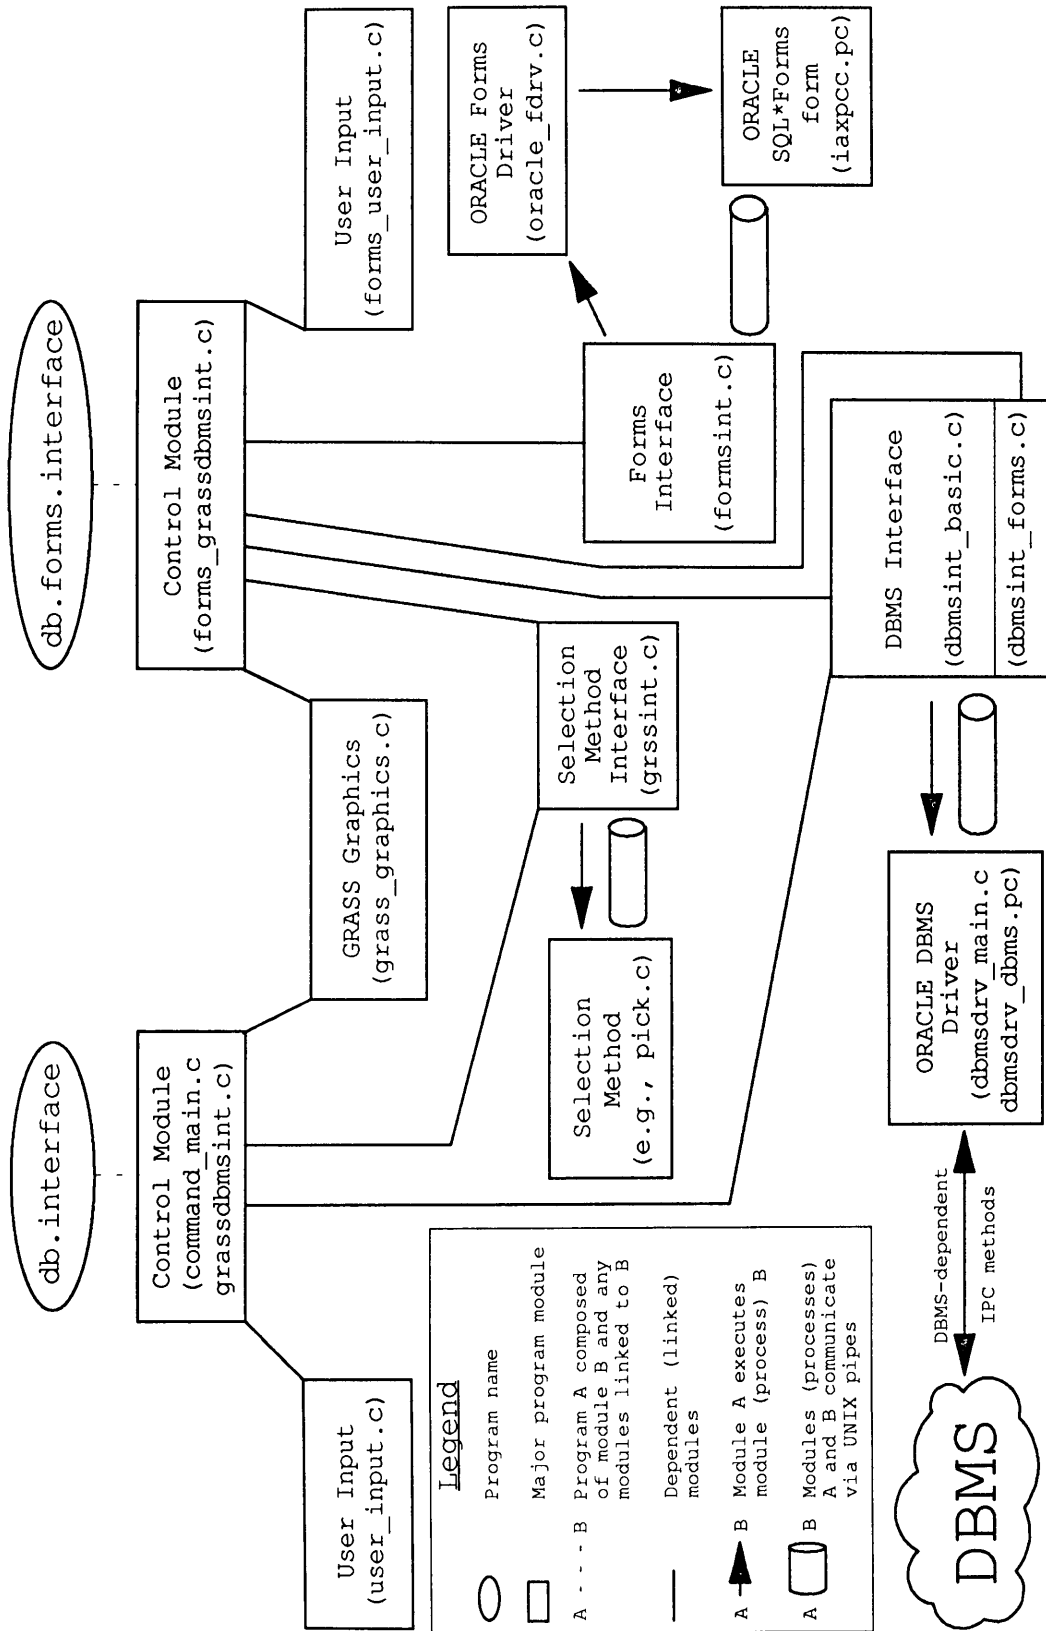 db.interface
db.forms.interface
Control Module
(command_main.c
grassdbmsint.c)
Control Module
(forms_grassdbmsint.c)
User Input
(user_input.c)
GRASS Graphics
(grass_graphics.c)
User Input
(forms_user_input.c)
Legend
Program name
Major program module
A - - - B Program A composed
of module B and any
modules linked to B
Dependent (linked)
modules
A B Module A executes
module (process) B
A B Modules (processes)
A and B communicate
via UNIX pipes
Selection
Method
(e.g., pick.c)
Selection
Method
Interface
(grssint.c)
Forms
Interface
(formsint.c)
ORACLE Forms
Driver
(oracle_fdrv.c)
ORACLE
SQL*Forms
form
(iaxpcc.pc)
DBMS
DBMS-dependent
IPC methods
ORACLE DBMS
Driver
(dbmsdrv_main.c
dbmsdrv_dbms.pc)
DBMS Interface
(dbmsint_basic.c)
(dbmsint_forms.c)